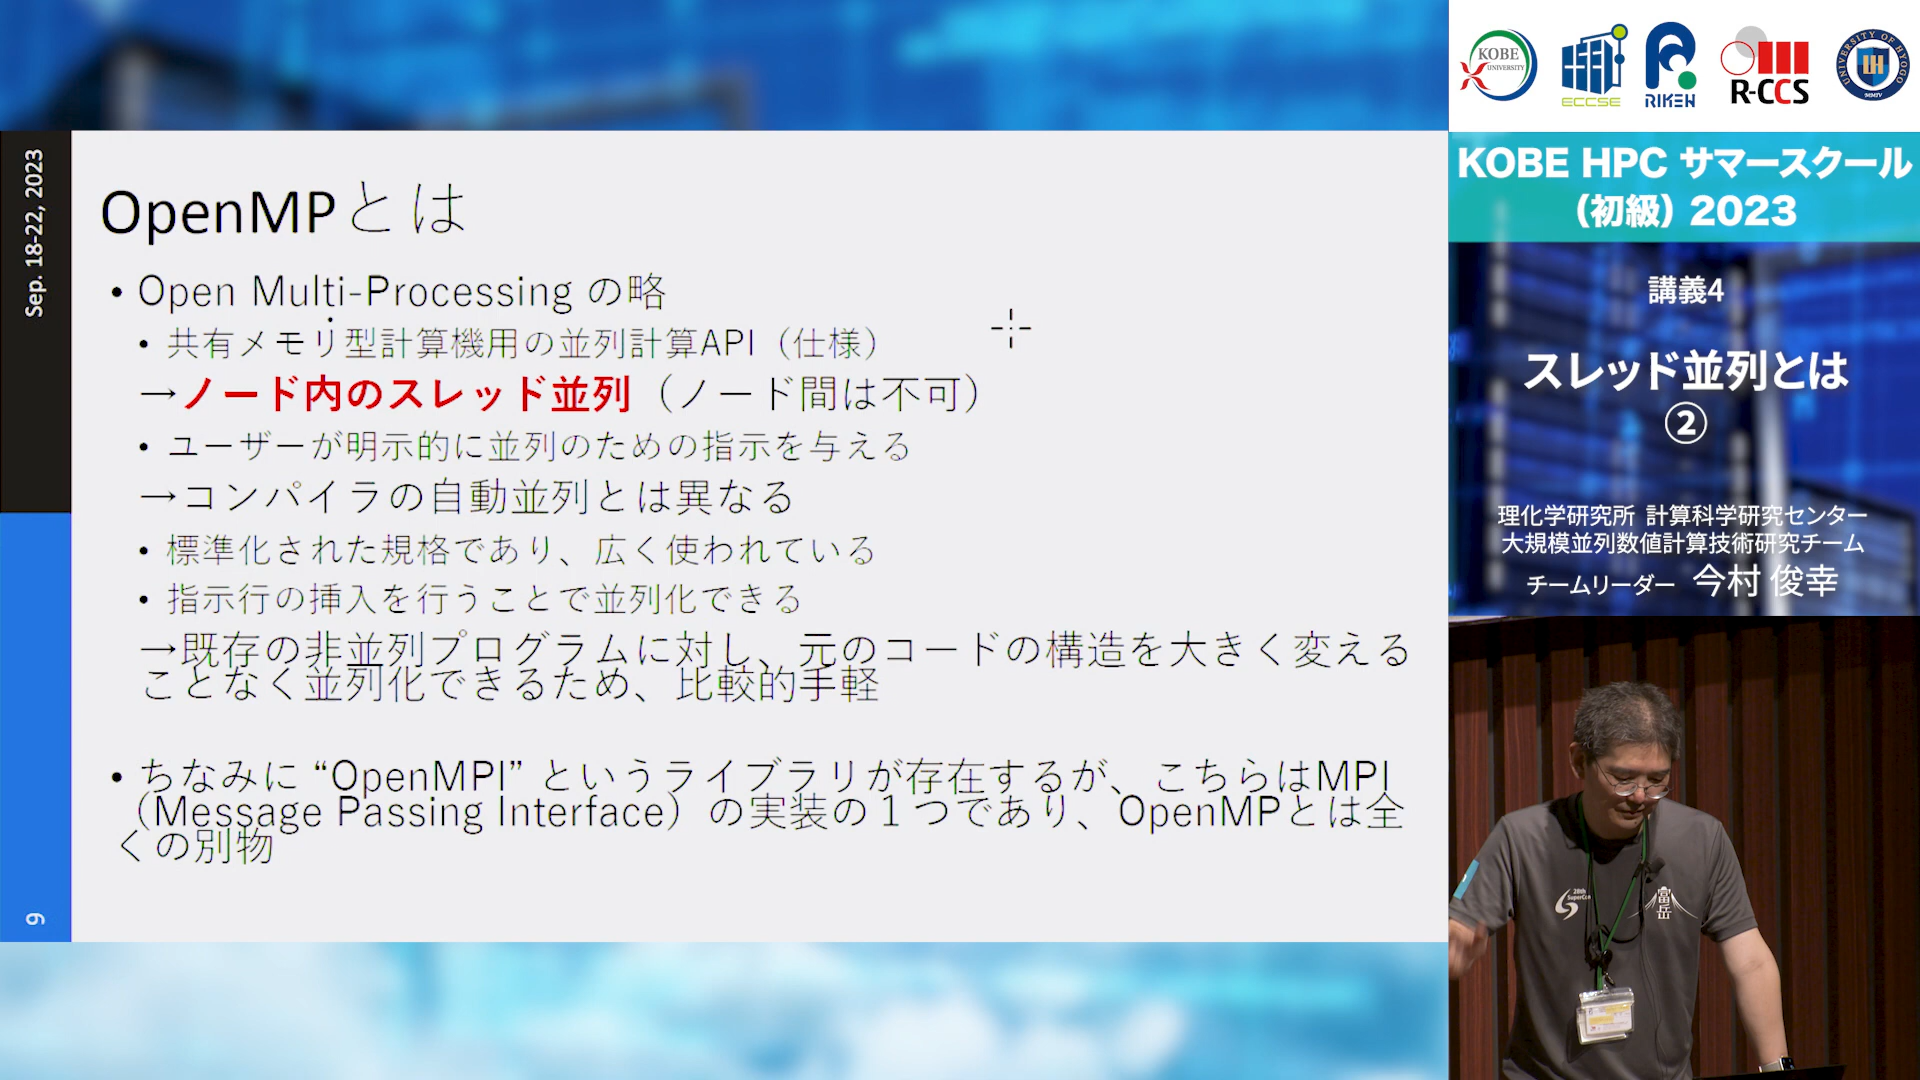 Sep. 18-22, 2023
9
OpenMPとは
• Open Multi-Processing の略
• 共有メモリ型計算機用の並列計算API（仕様）
→ノード内のスレッド並列（ノード間は不可）
• ユーザーが明示的に並列のための指示を与える
→コンパイラの自動並列とは異なる
• 標準化された規格であり、広く使われている
• 指示行の挿入を行うことで並列化できる
→既存の非並列プログラムに対し、元のコードの構造を大きく変える
ことなく並列化できるため、比較的手軽
• ちなみに “OpenMPI” というライブラリが存在するが、こちらはMPI
（Message Passing Interface）の実装の１つであり、OpenMPとは全
くの別物
KOBE
UNIVERSITY
ECCSE
RIKEN
R-CCS
UNIVERSITY OF HYOGO
UH
KOBE HPC サマースクール
（初級）2023
講義4
スレッド並列とは
②
理化学研究所 計算科学研究センター
大規模並列数値計算技術研究チーム
チームリーダー 今村 俊幸
28th
SuperCon
富岳